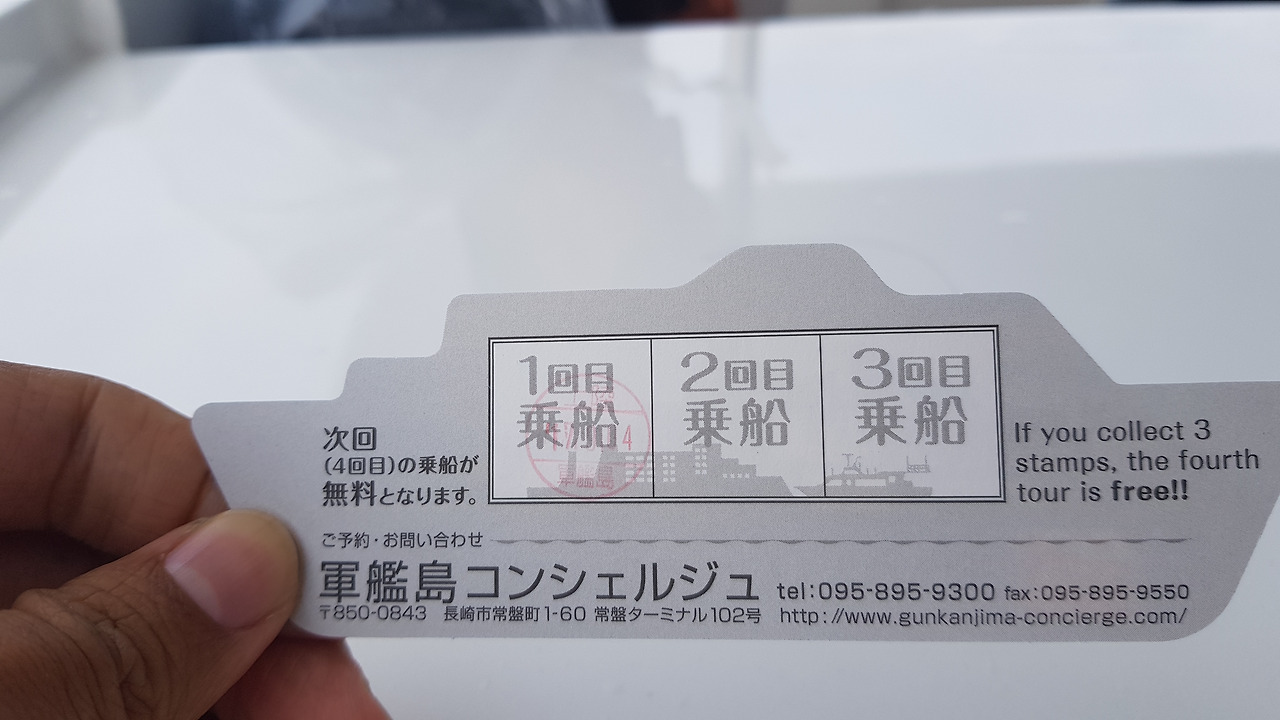 1回目
乗船
2回目
乗船
3回目
乗船
軍艦島
次回
(4回目)の乗船が
無料となります。
If you collect 3
stamps, the fourth
tour is free!!
ご予約・お問い合わせ
軍艦島コンシェルジュ
tel:095-895-9300 fax:095-895-9550
〒850-0843 長崎市常盤町1-60 常盤ターミナル102号
http://www.gunkanjima-concierge.com/